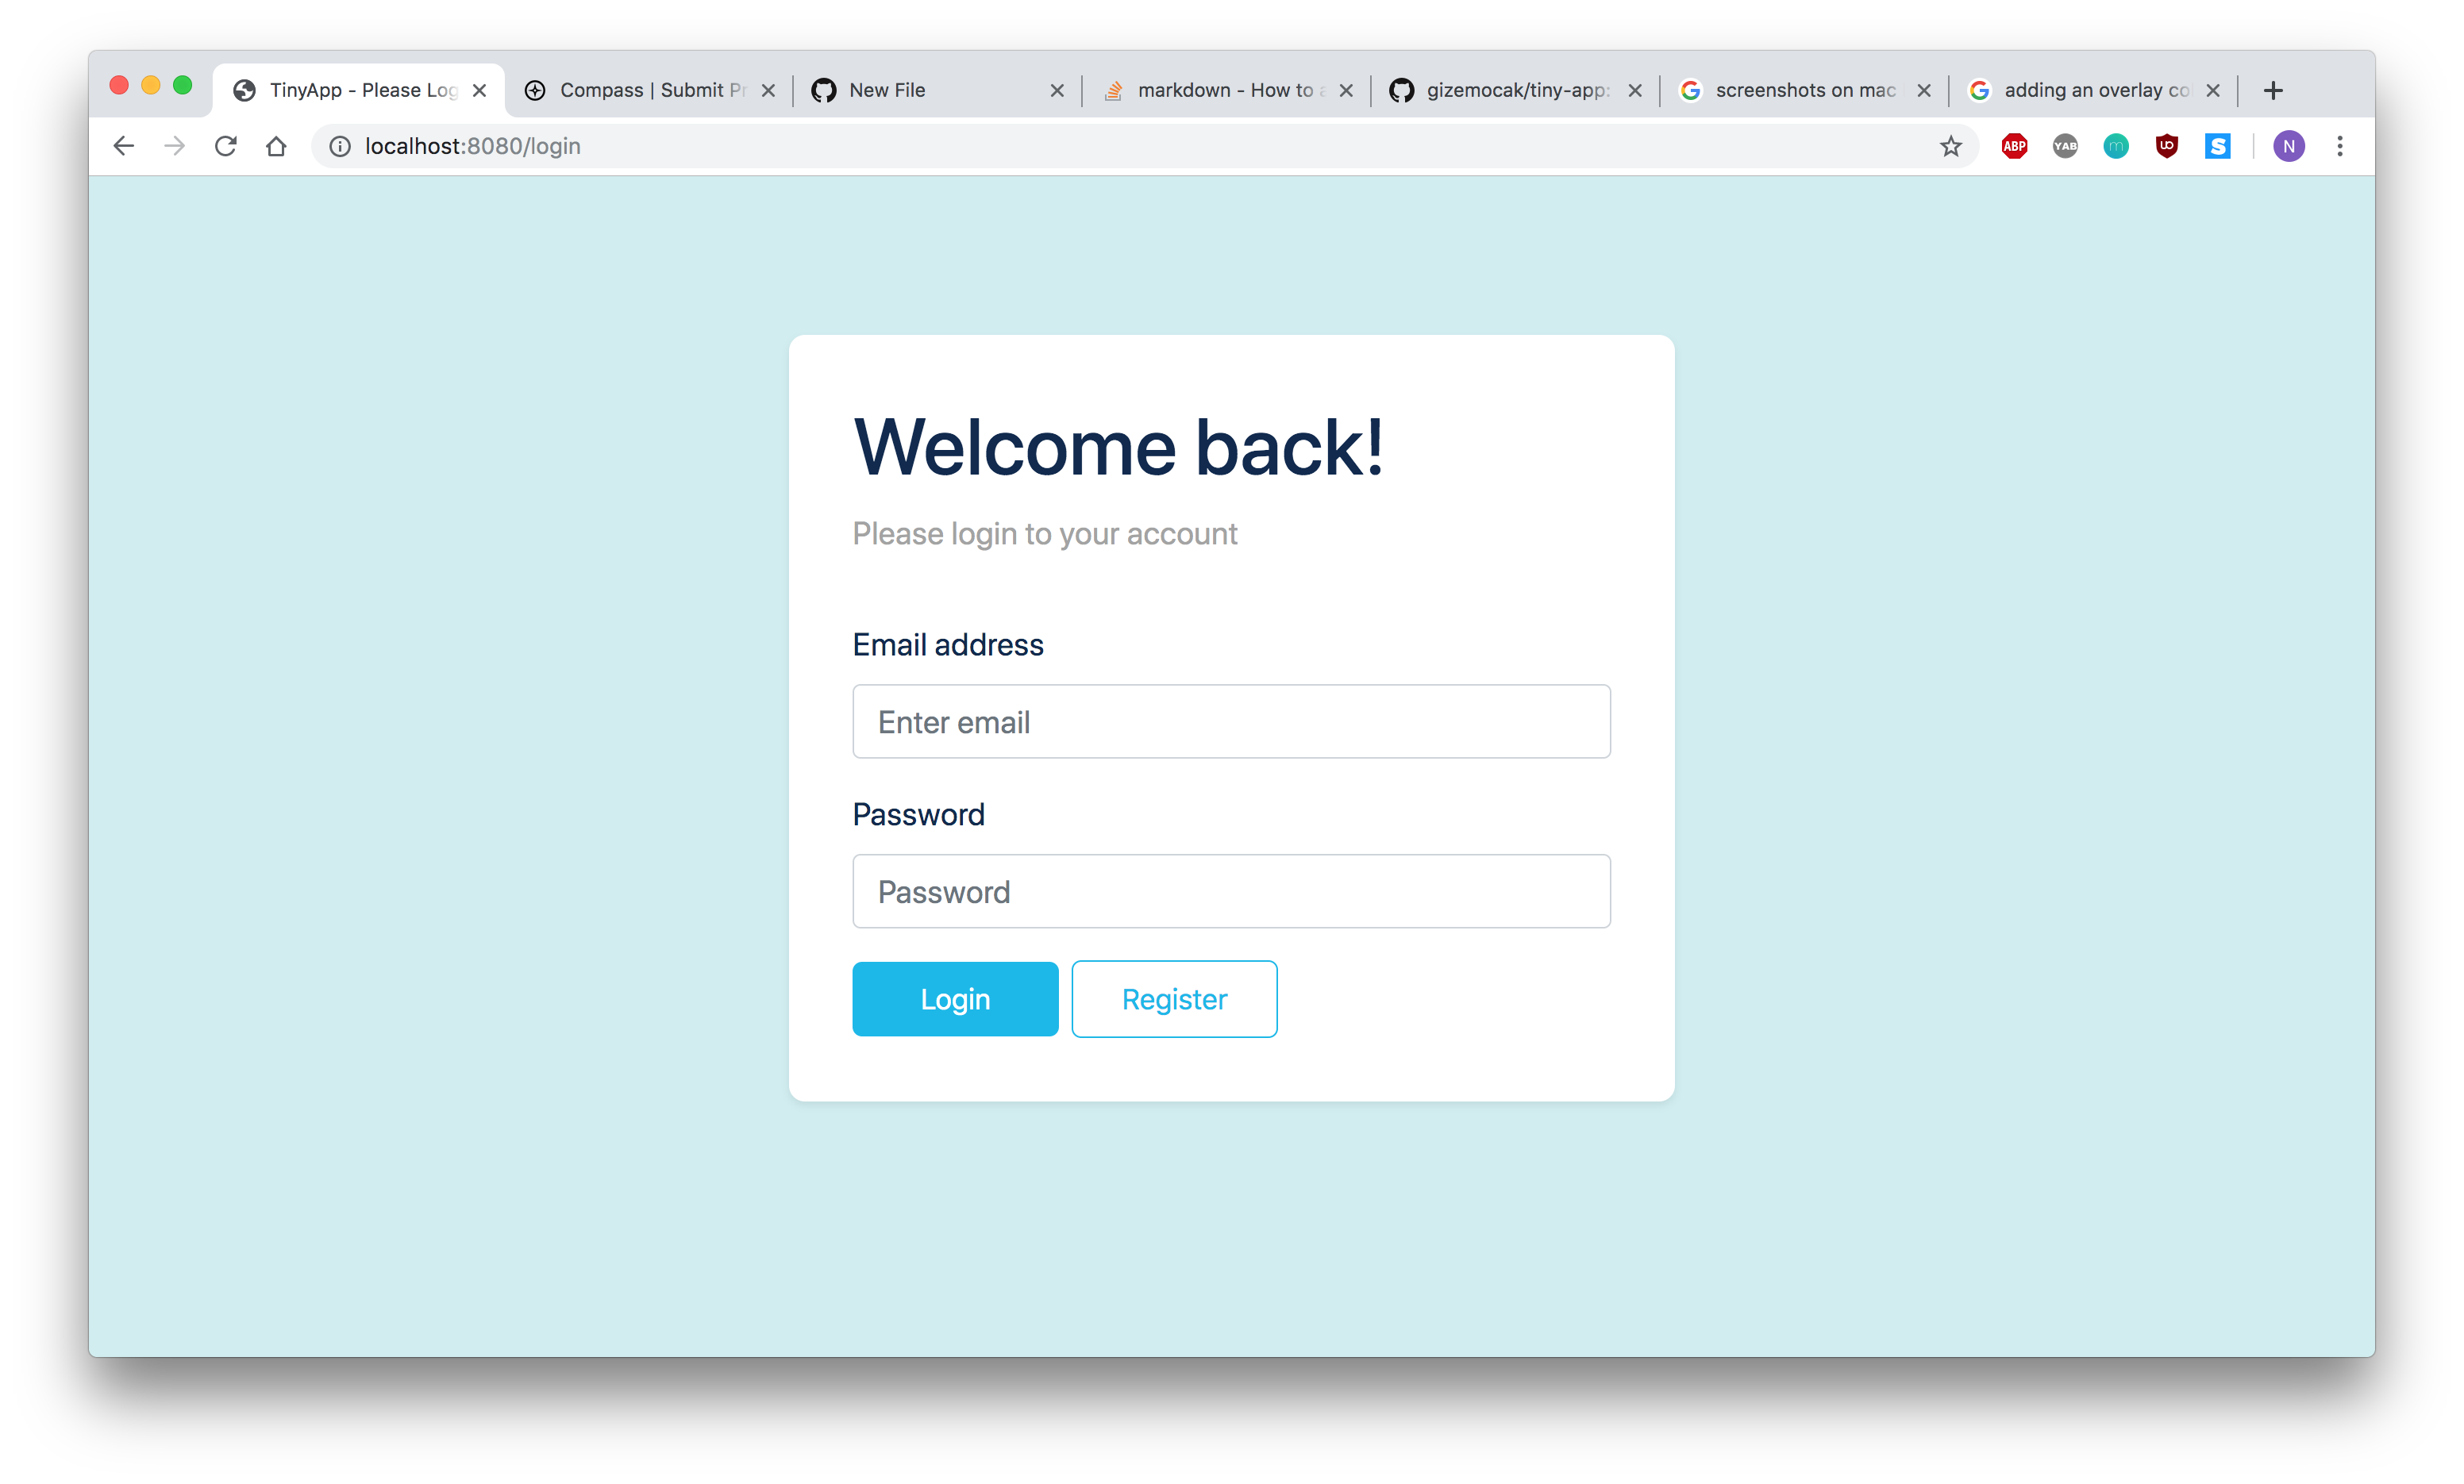 TinyApp - Please Log
Compass | Submit Pr
New File
markdown - How to a
gizemocak/tiny-app:
screenshots on mac
adding an overlay co
localhost:8080/login
ABP
YAB
m
UO
S
N
Welcome back!
Please login to your account
Email address
Enter email
Password
Password
Login Register